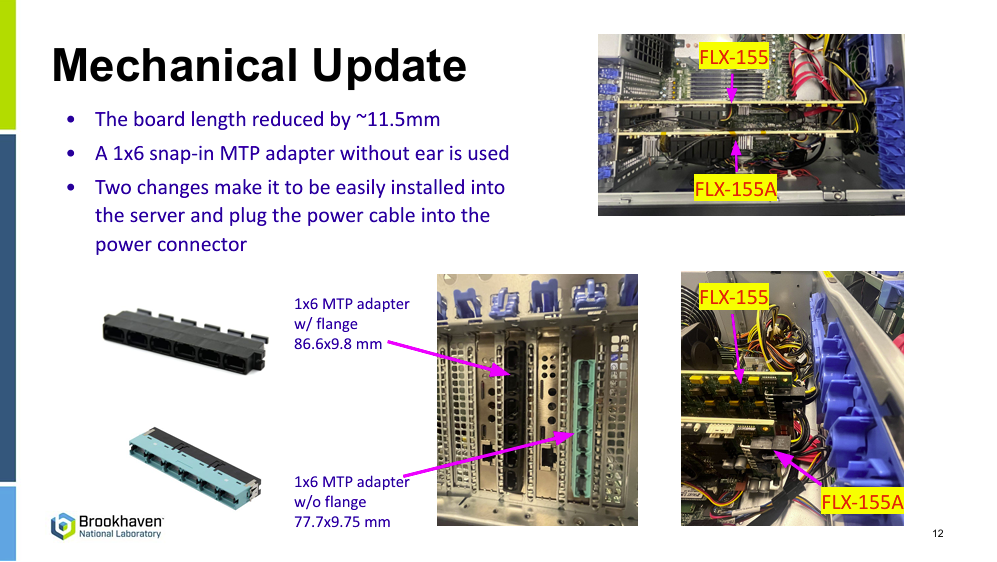 Mechanical Update
• The board length reduced by ~11.5mm
• A 1x6 snap-in MTP adapter without ear is used
• Two changes make it to be easily installed into
the server and plug the power cable into the
power connector
FLX-155
FLX-155A
1x6 MTP adapter
w/ flange
86.6x9.8 mm
1x6 MTP adapter
w/o flange
77.7x9.75 mm
FLX-155
FLX-155A
Brookhaven
National Laboratory
12